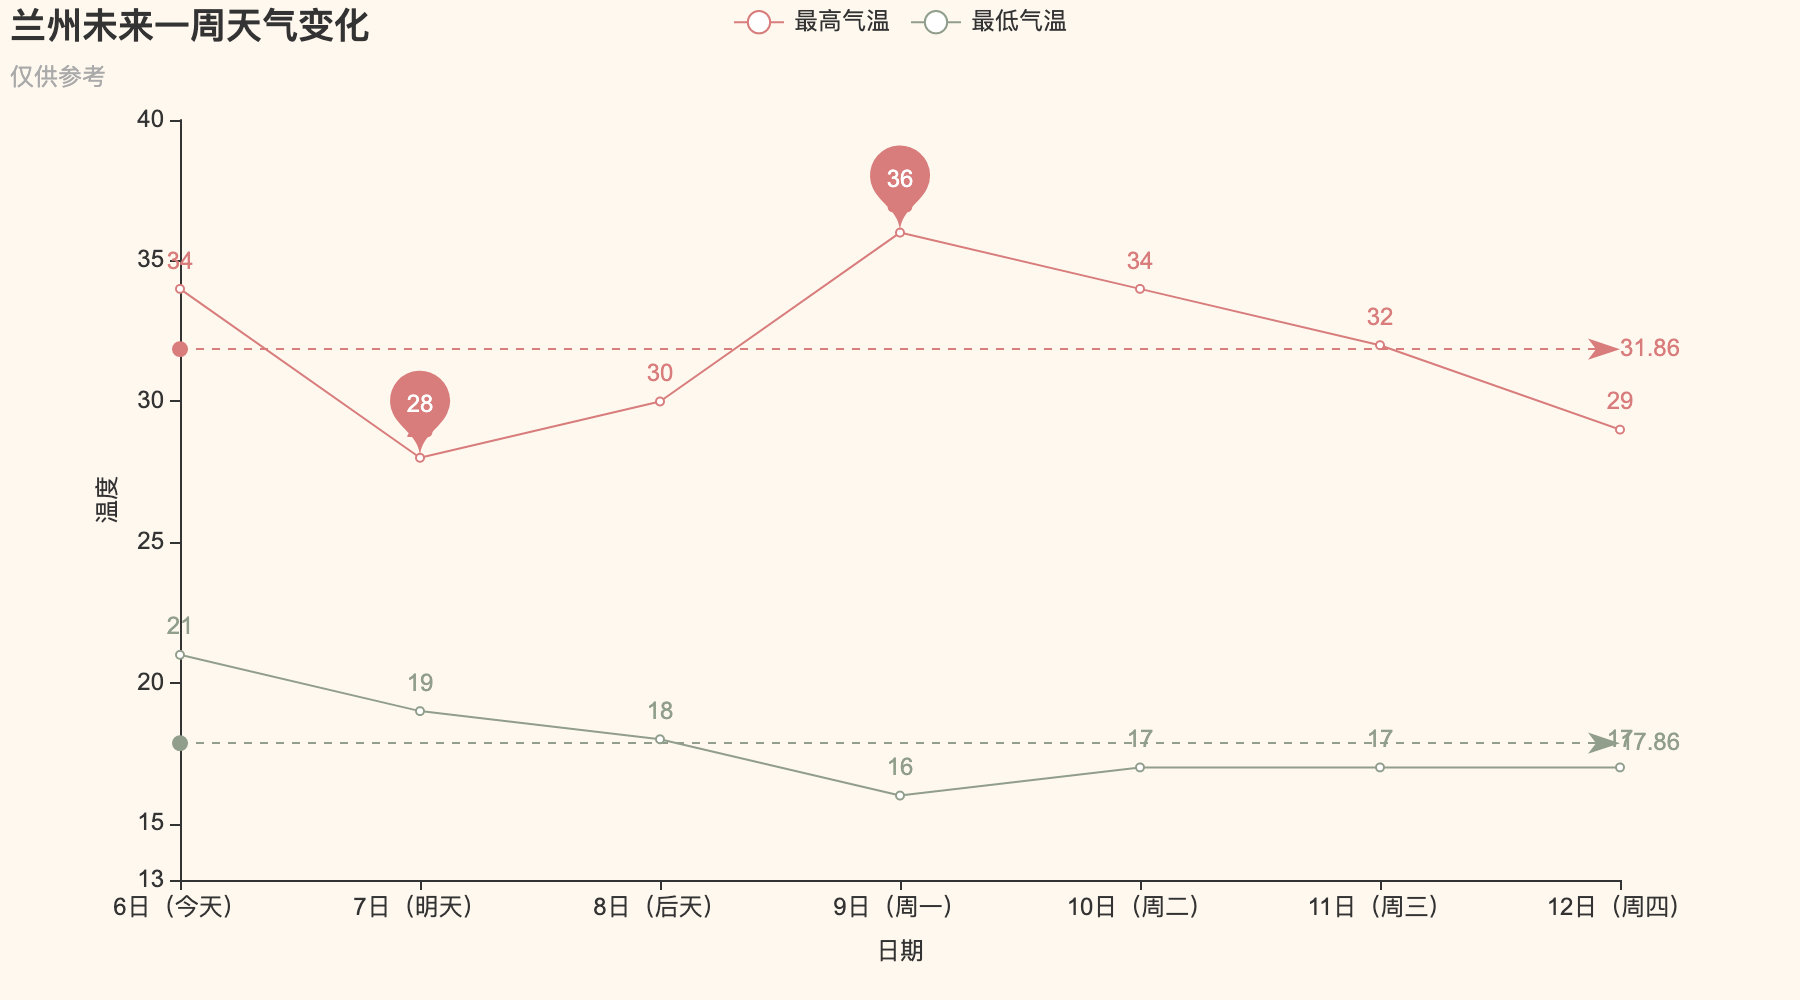 兰州未来一周天气变化
仅供参考
最高气温
最低气温
40
35
30
25
20
15
13
温度
34
28
30
36
34
32
29
31.86
21
19
18
16
17
17
17
17.86
6日（今天）
7日（明天）
8日（后天）
9日（周一）
10日（周二）
11日（周三）
12日（周四）
日期